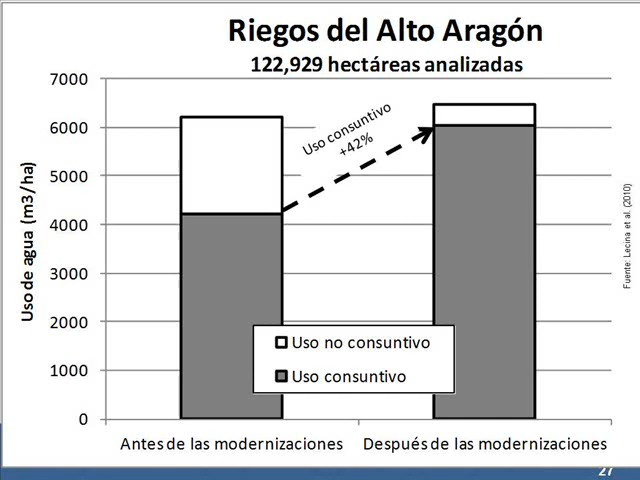 Riegos del Alto Aragón
122,929 hectáreas analizadas
Uso de agua (m3/ha)
7000
6000
5000
4000
3000
2000
1000
0
Uso consuntivo
+42%
Uso no consuntivo
Uso consuntivo
Antes de las modernizaciones
Después de las modernizaciones
Fuente: Lecina et al, (2010)
27